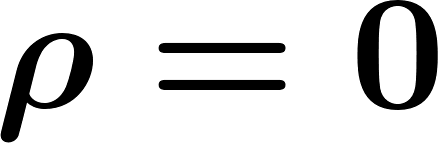 ρ = 0